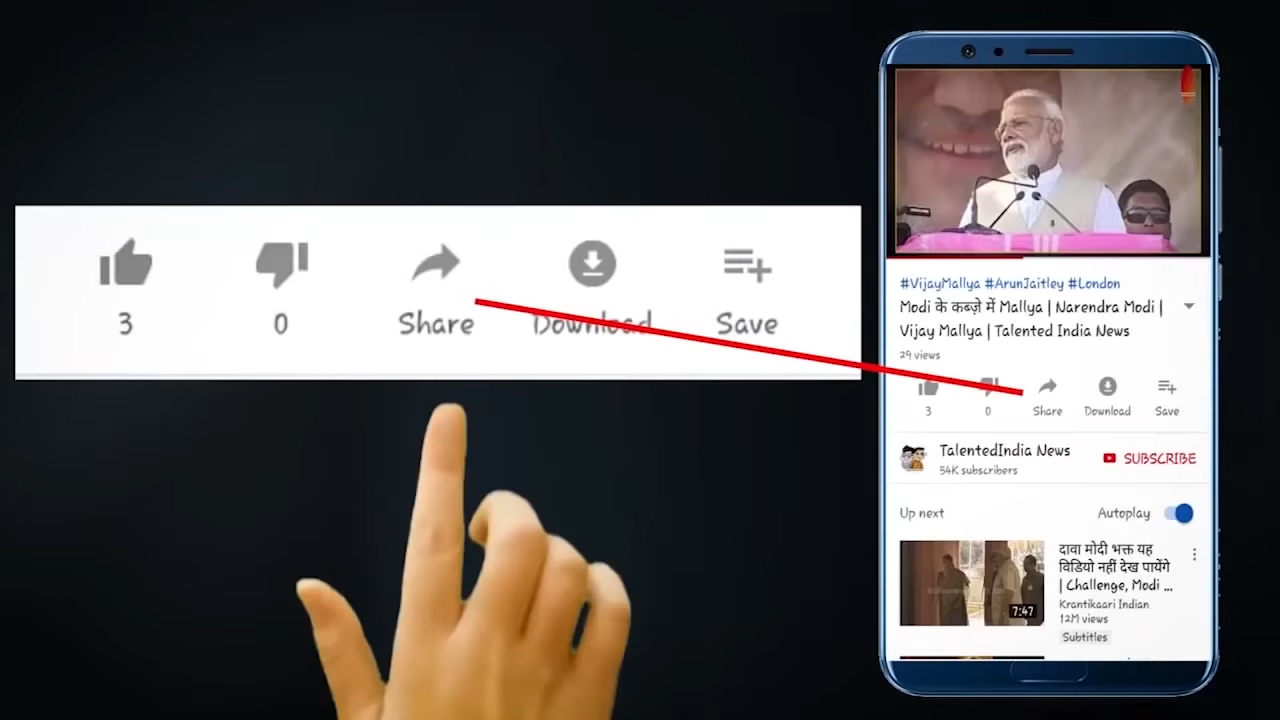 3
0
Share
Download
Save
#VijayMallya #ArunJaitley #London
Modi के कब्ज़े में Mallya | Narendra Modi |
Vijay Mallya | Talented India News
29 views
3
0
Share
Download
Save
TalentedIndia News
54K subscribers
SUBSCRIBE
Up next
Autoplay
7:47
दावा मोदी भक्त यह
विडियो नहीं देख पायेंगे
| Challenge, Modi ...
Krantikaari Indian
12M views
Subtitles